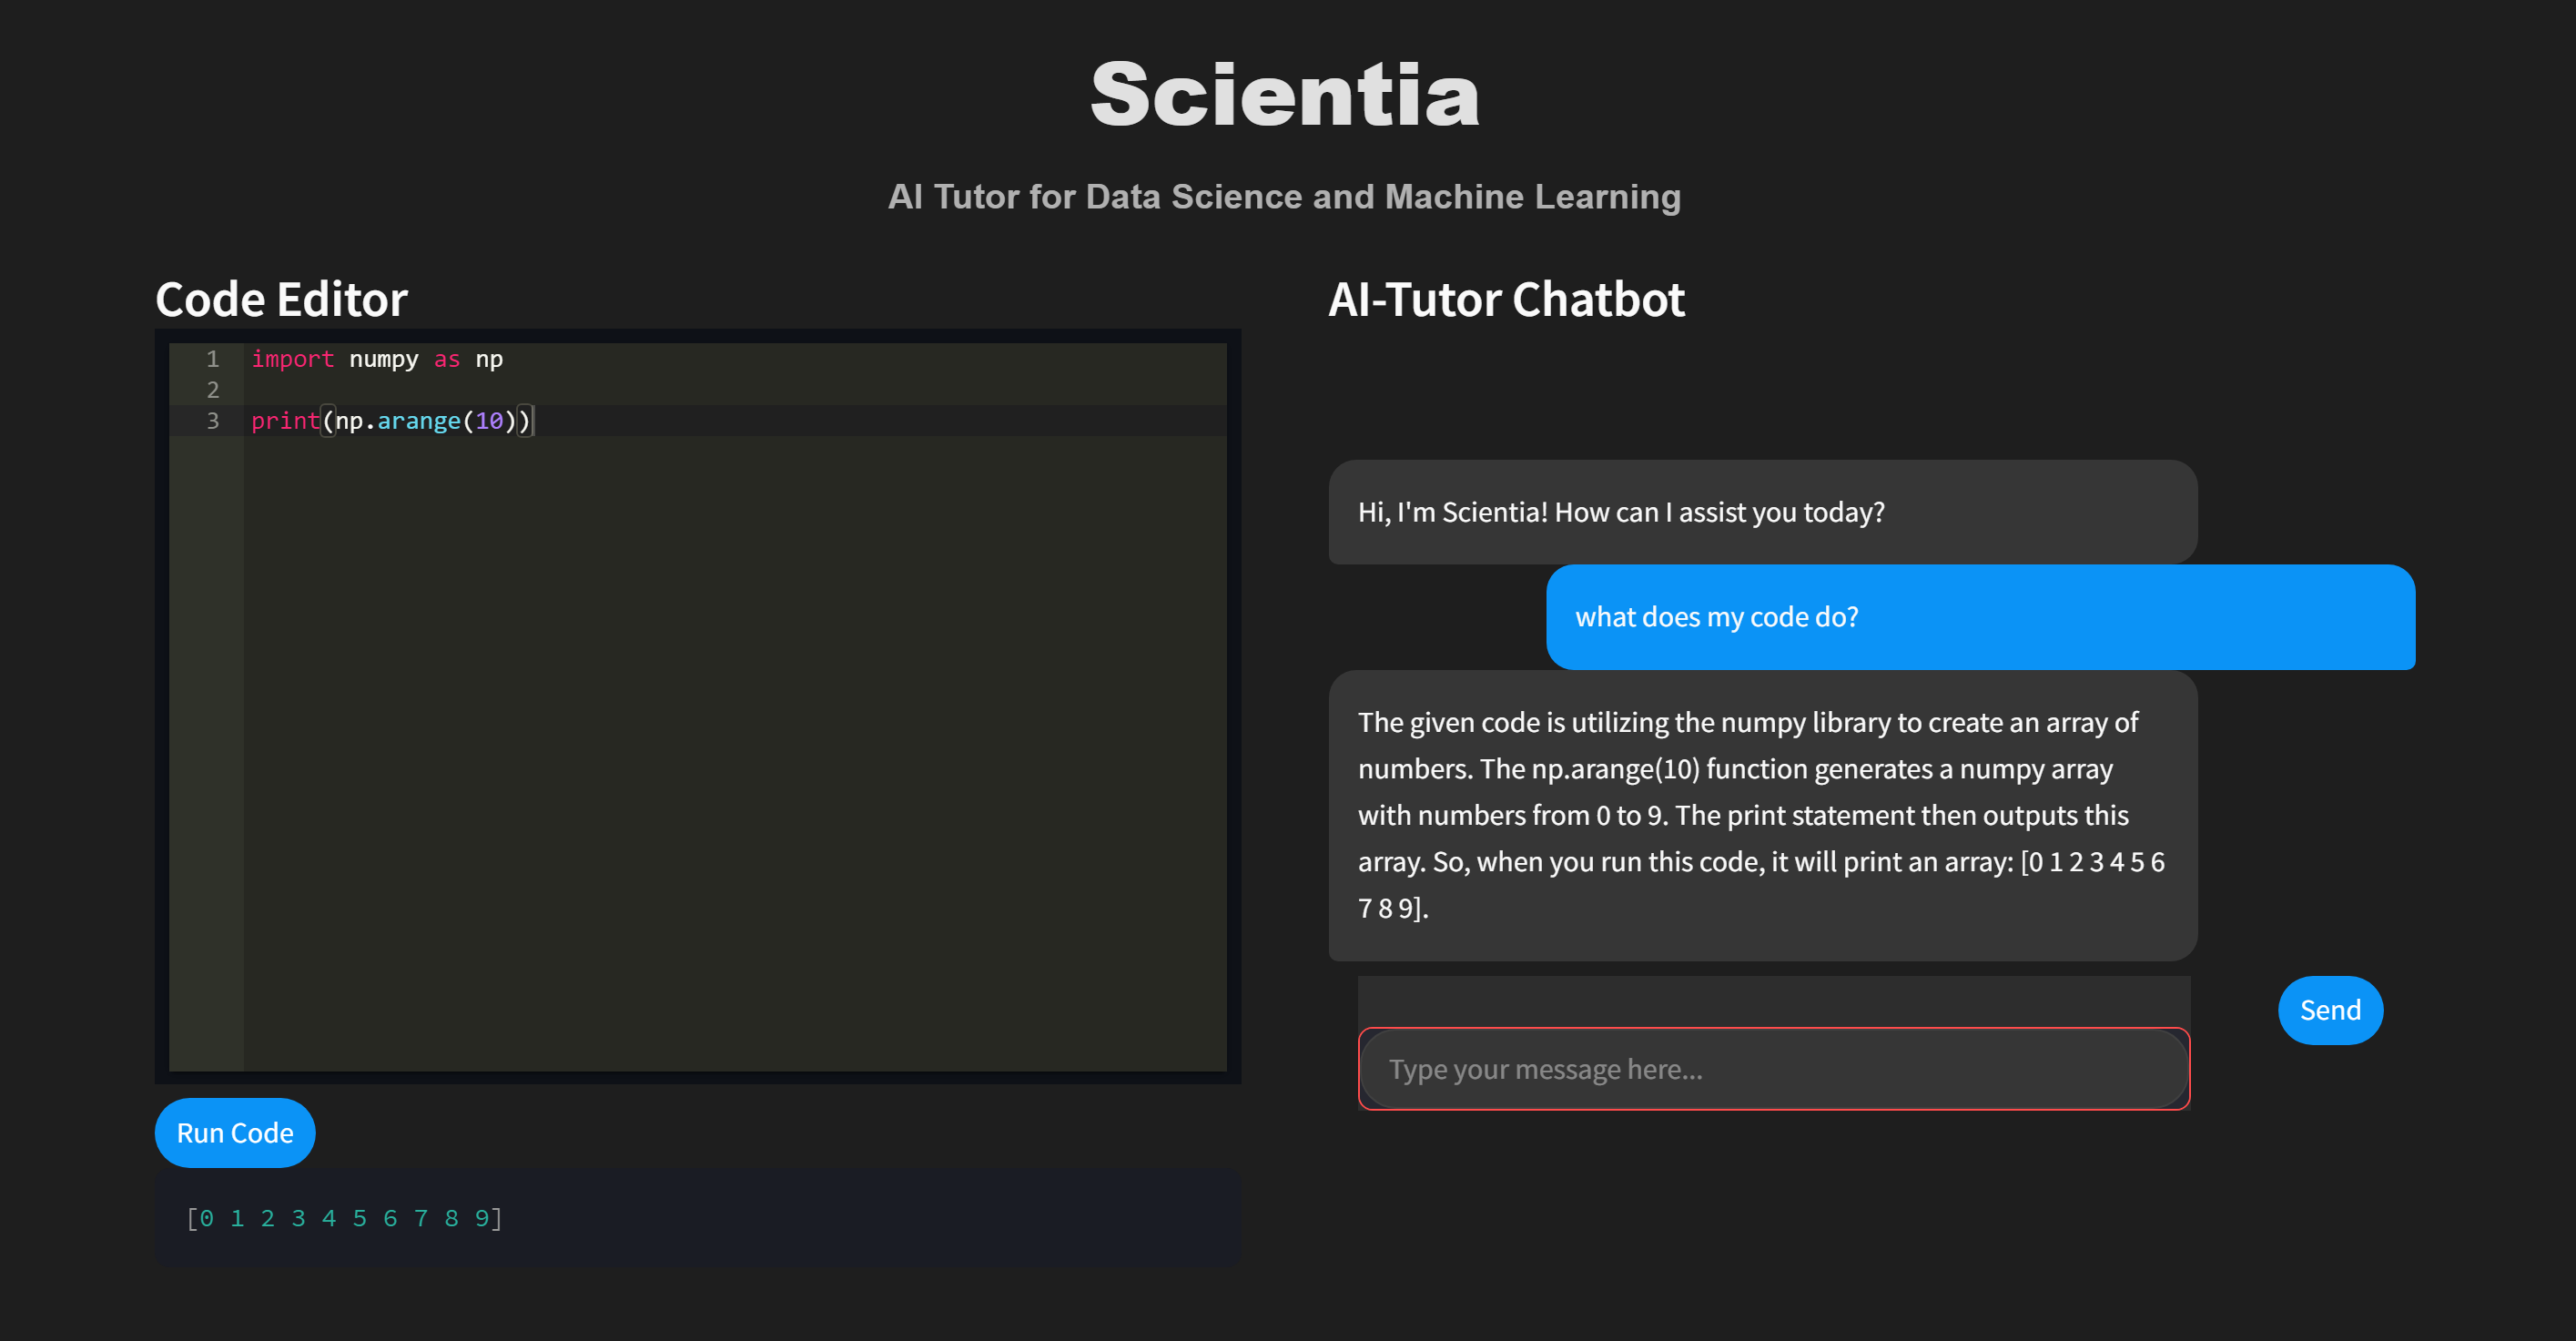 Scientia
AI Tutor for Data Science and Machine Learning
Code Editor
1 import numpy as np
2
3 print(np.arange(10))
Run Code
[0 1 2 3 4 5 6 7 8 9]
AI-Tutor Chatbot
Hi, I'm Scientia! How can I assist you today?
what does my code do?
The given code is utilizing the numpy library to create an array of
numbers. The np.arange(10) function generates a numpy array
with numbers from 0 to 9. The print statement then outputs this
array. So, when you run this code, it will print an array: [0 1 2 3 4 5 6
7 8 9].
Send
Type your message here...